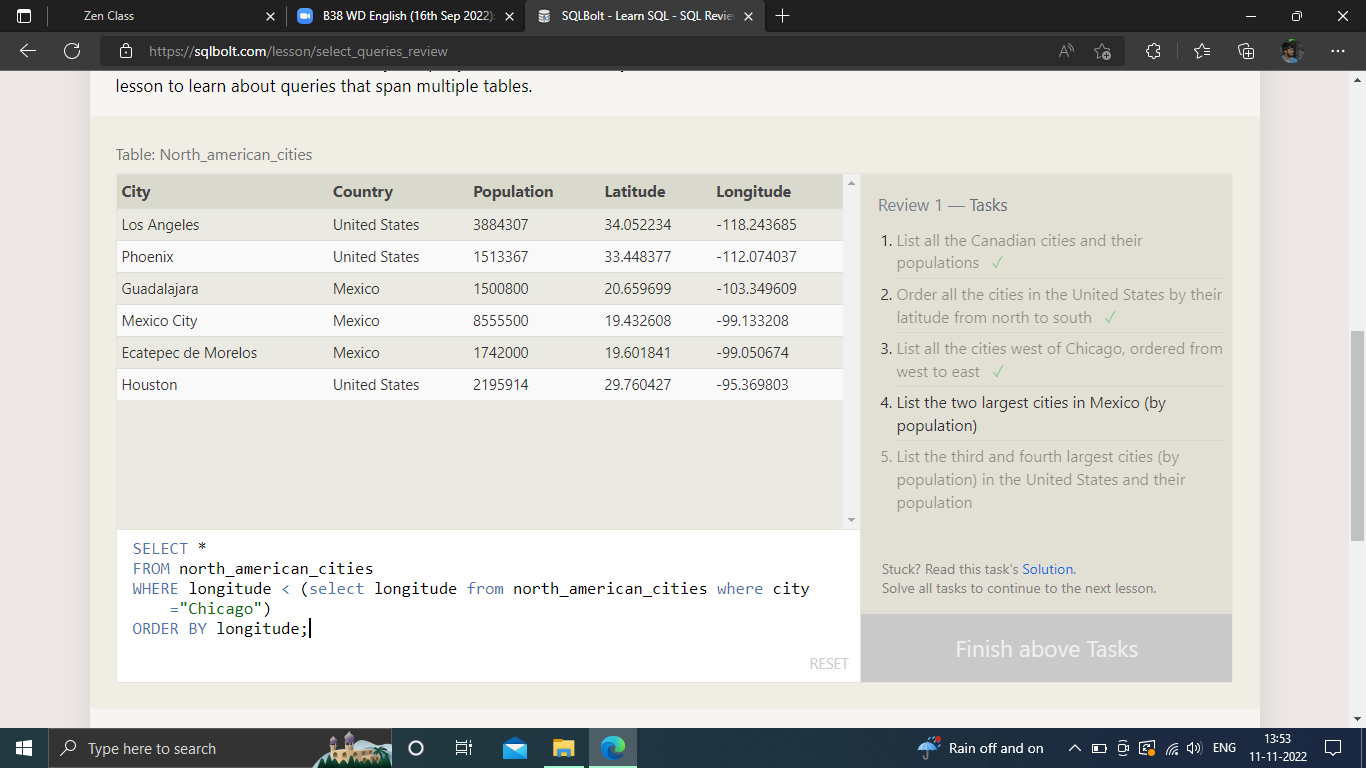 Zen Class
B38 WD English (16th Sep 2022):
SQLBolt - Learn SQL - SQL Revie
https://sqlbolt.com/lesson/select_queries_review
lesson to learn about queries that span multiple tables.
Table: North_american_cities
City Country Population Latitude Longitude
Los Angeles United States 3884307 34.052234 -118.243685
Phoenix United States 1513367 33.448377 -112.074037
Guadalajara Mexico 1500800 20.659699 -103.349609
Mexico City Mexico 8555500 19.432608 -99.133208
Ecatepec de Morelos Mexico 1742000 19.601841 -99.050674
Houston United States 2195914 29.760427 -95.369803
SELECT *
FROM north_american_cities
WHERE longitude < (select longitude from north_american_cities where city
="Chicago")
ORDER BY longitude;
RESET
Review 1 — Tasks
1. List all the Canadian cities and their
populations ✓
2. Order all the cities in the United States by their
latitude from north to south ✓
3. List all the cities west of Chicago, ordered from
west to east ✓
4. List the two largest cities in Mexico (by
population)
5. List the third and fourth largest cities (by
population) in the United States and their
population
Stuck? Read this task's Solution.
Solve all tasks to continue to the next lesson.
Finish above Tasks
Type here to search
Rain off and on
ENG
13:53
11-11-2022